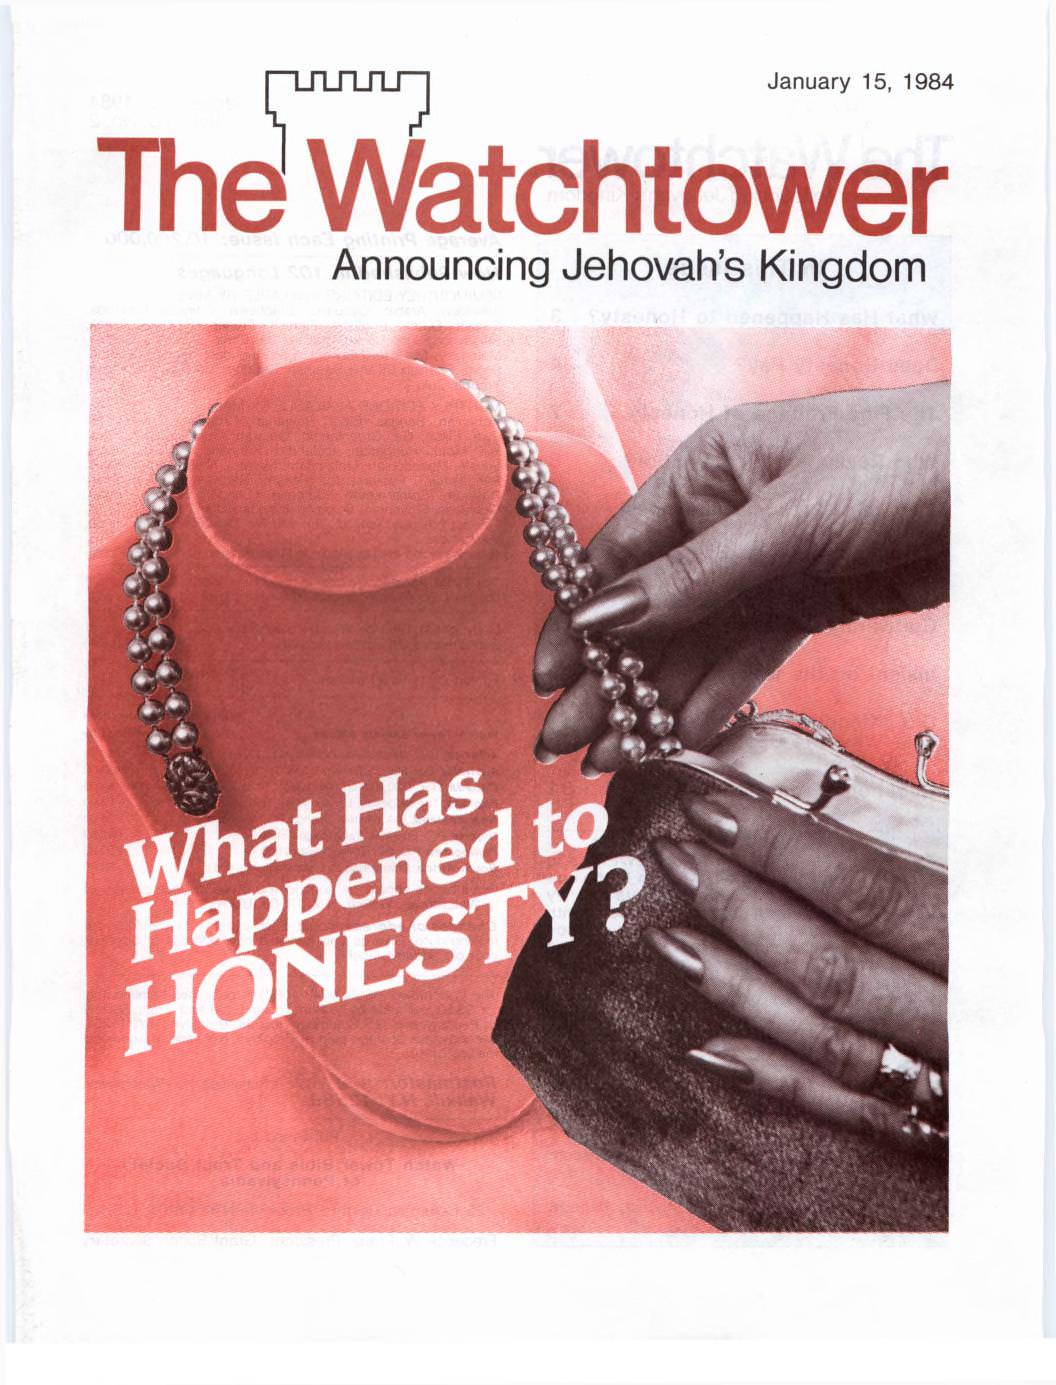 January 15, 1984
The Watchtower
Announcing Jehovah's Kingdom
What Has
Happened to
HONESTY?